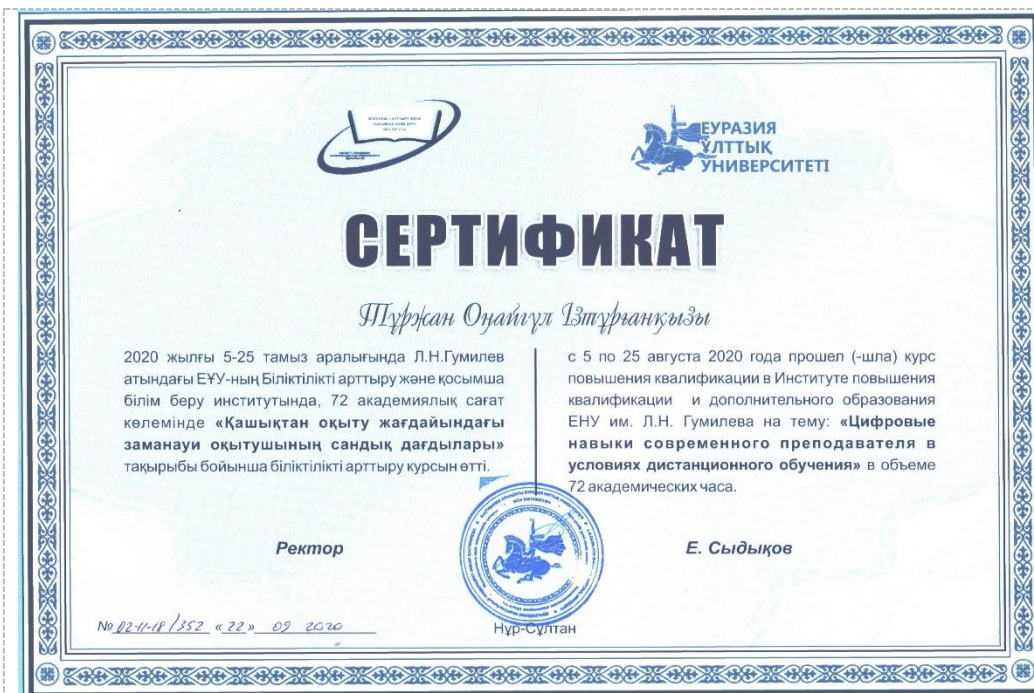 ЕУРАЗИЯ
ҰЛТТЫҚ
УНИВЕРСИТЕТІ
СЕРТИФИКАТ
Тұржан Оңайгүл Ізтұрғанқызы
2020 жылғы 5-25 тамыз аралығында Л.Н.Гумилев
атындағы ЕҰУ-ның Біліктілікті арттыру және қосымша
білім беру институтында, 72 академиялық сағат
көлемінде «Қашықтан оқыту жағдайындағы
заманауи оқытушының сандық дағдылары»
тақырыбы бойынша біліктілікті арттыру курсын өтті.
с 5 по 25 августа 2020 года прошел (-шла) курс
повышения квалификации в Институте повышения
квалификации и дополнительного образования
ЕНУ им. Л.Н. Гумилева на тему: «Цифровые
навыки современного преподавателя в
условиях дистанционного обучения» в объеме
72 академических часа.
Ректор
Е. Сыдықов
№ 02-11-18/352 «22» 09 2020
Нұр-Сұлтан